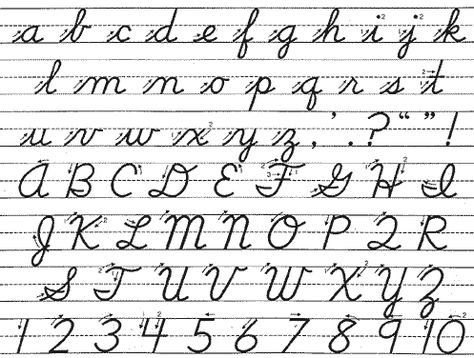 a b c d e f g h i j k
l m n o p q r s t
u v w x y z , ' . ? “ ” !
A B C D E F G H I
J K L M N O P Q R
S T U V W X Y Z
1 2 3 4 5 6 7 8 9 10